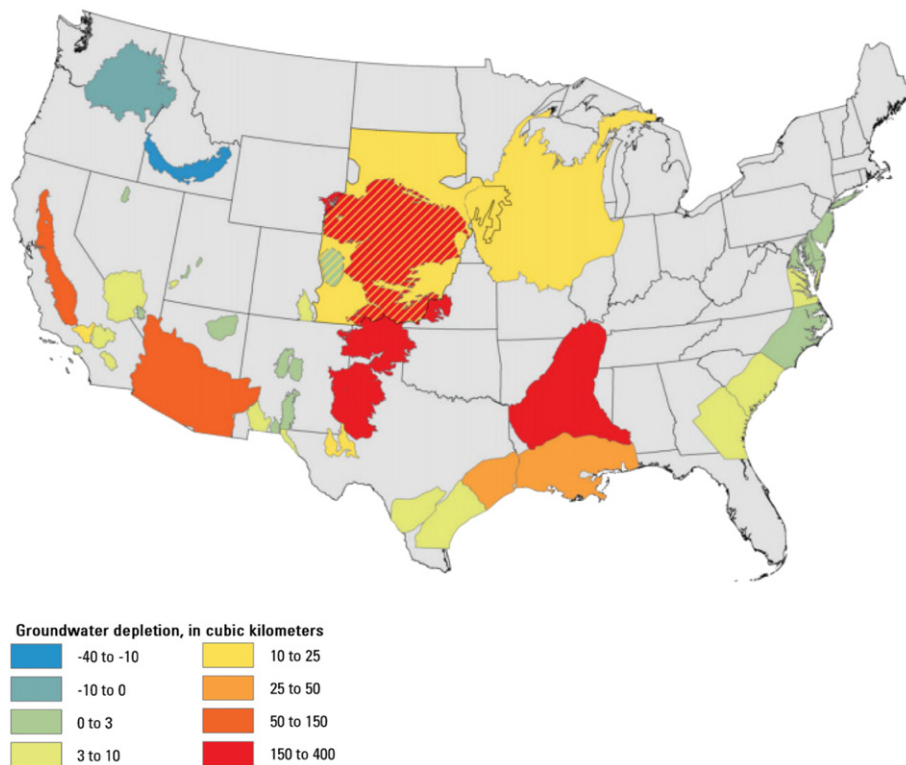 Groundwater depletion, in cubic kilometers
-40 to -10
-10 to 0
0 to 3
3 to 10
10 to 25
25 to 50
50 to 150
150 to 400